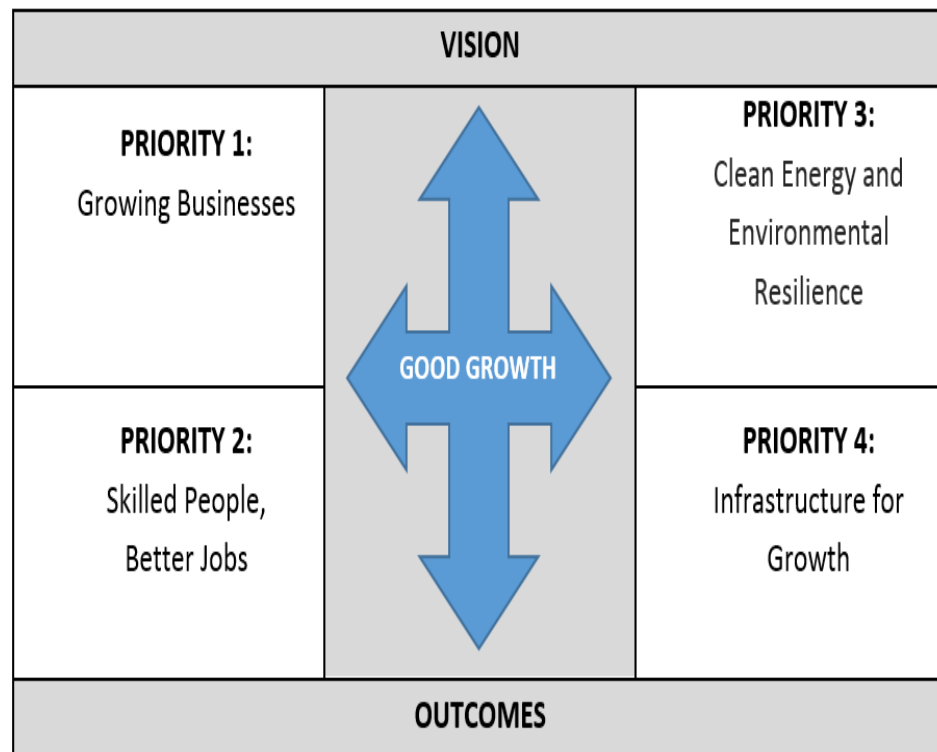 VISION
PRIORITY 1:
Growing Businesses
PRIORITY 2:
Skilled People,
Better Jobs
GOOD GROWTH
PRIORITY 3:
Clean Energy and
Environmental
Resilience
PRIORITY 4:
Infrastructure for
Growth
OUTCOMES